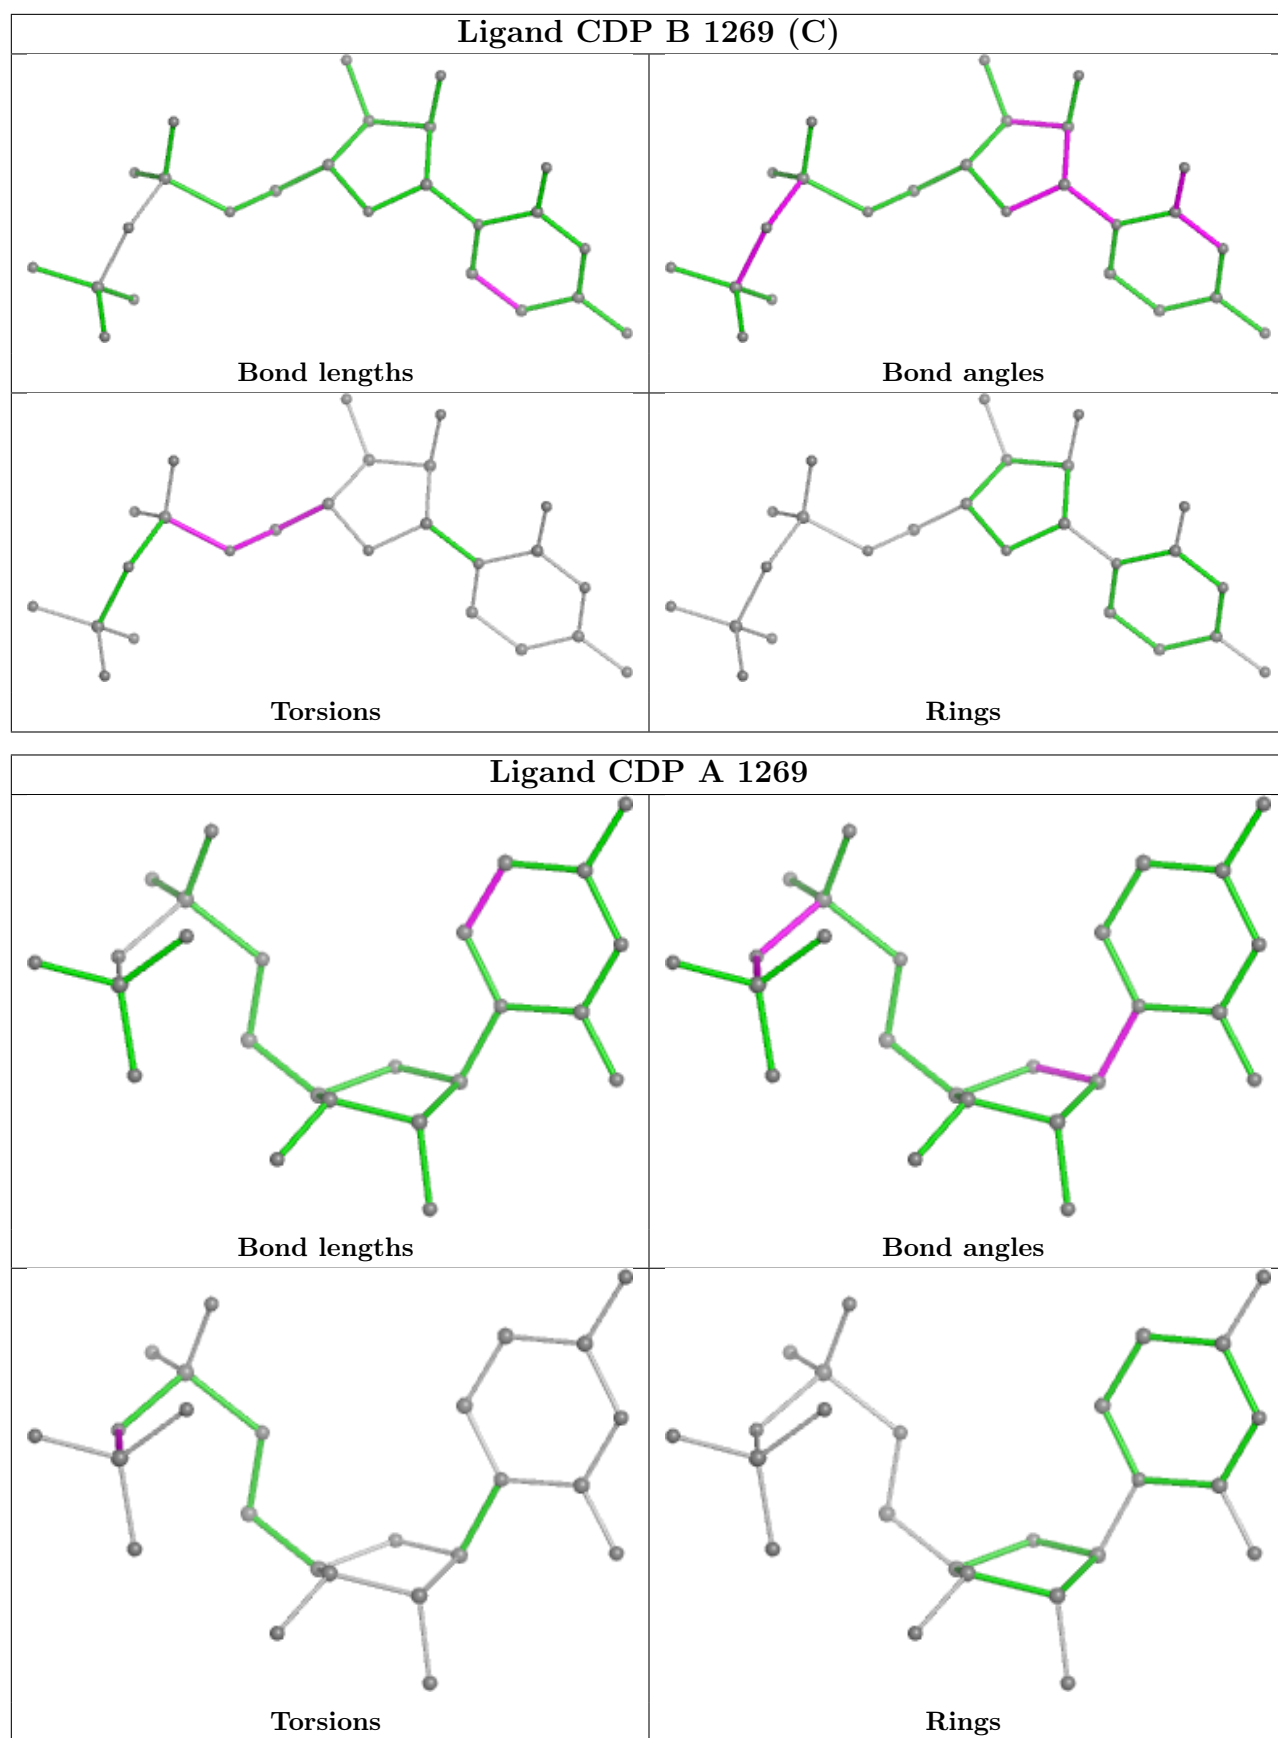 Ligand CDP B 1269 (C)
Bond lengths
Bond angles
Torsions
Rings
Ligand CDP A 1269
Bond lengths
Bond angles
Torsions
Rings